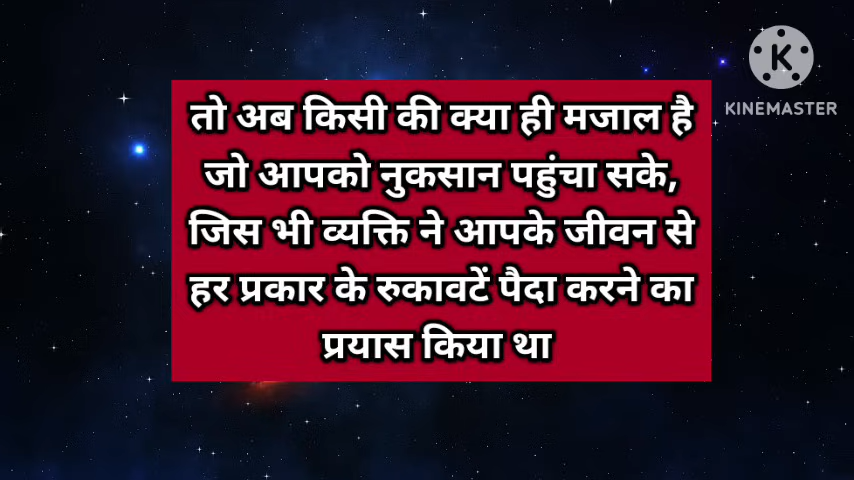 KINEMASTER
तो अब किसी की क्या ही मजाल है
जो आपको नुकसान पहुंचा सके,
जिस भी व्यक्ति ने आपके जीवन से
हर प्रकार के रुकावटें पैदा करने का
प्रयास किया था